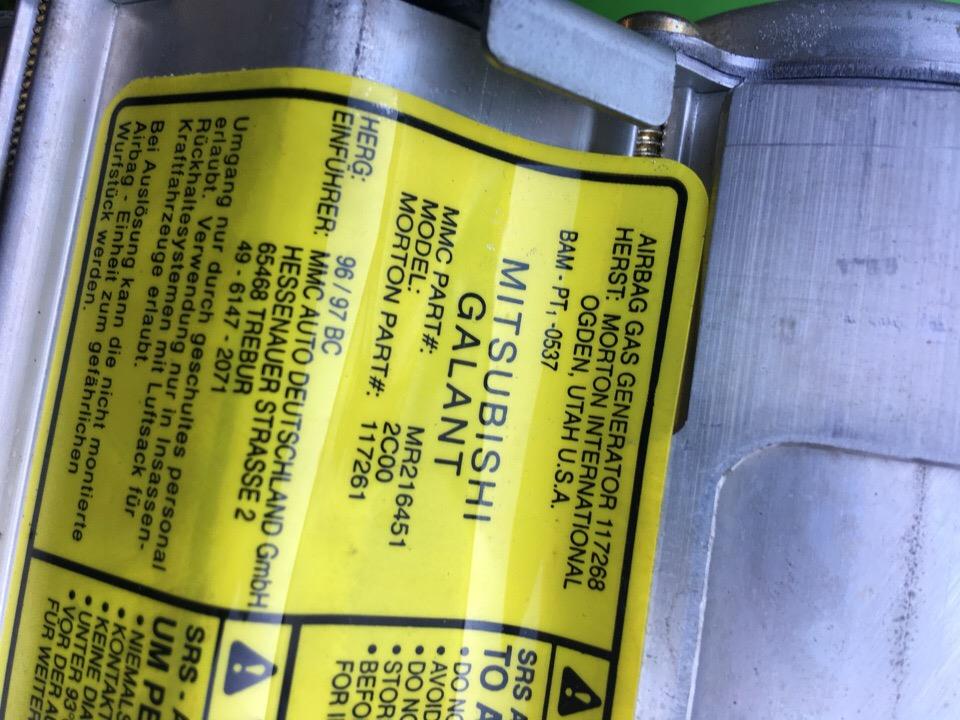 AIRBAG GAS GENERATOR 117268
HERST: MORTON INTERNATIONAL
OGDEN, UTAH U.S.A.
BAM - PT₁ -0537
MITSUBISHI
GALANT
MMC PART#: MR216451
MODEL: 2C00
MORTON PART#: 117261
HERG: 96 / 97 BC
EINFÜHRER: MMC AUTO DEUTSCHLAND GmbH
HESSENAUER STRASSE 2
65468 TREBUR
49 - 6147 - 2071
Umgang nur durch geschultes personal
erlaubt. Verwendung nur in Insassen-
Rückhaltesystemen mit Luftsack für
Kraftfahrzeuge erlaubt.
Bei Auslösung kann die nicht montierte
Airbag - Einheit zum gefährlichen
Wurfstück werden.
SRS A
TO A
• DO NO
• AVOID
• DO NO
• STOR
• BEFO
FOR I
SRS - A
UM PE
• NIEMALS
• KONTAKT
• KEINE DIA
• UNTER 93°
• VOR DER A
FÜR WEITER